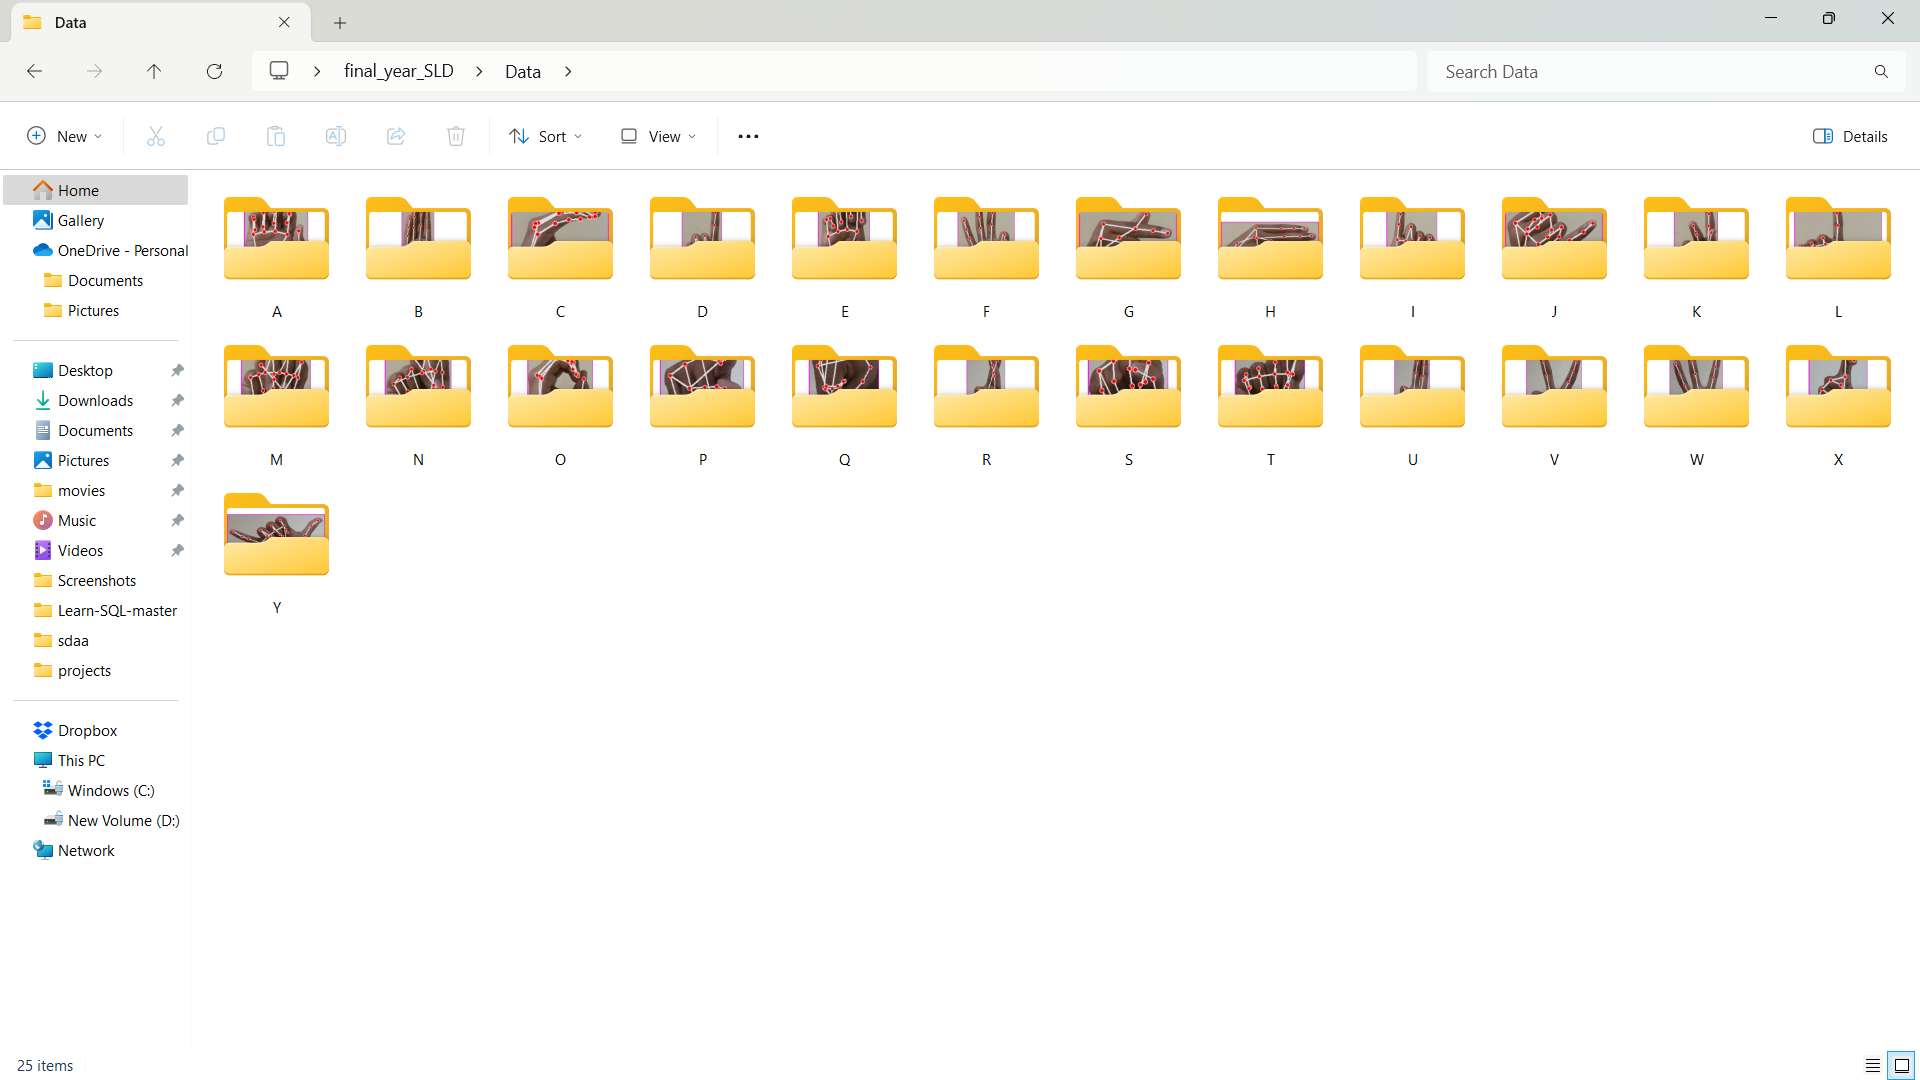 Data
final_year_SLD
Data
Search Data
New
Sort
View
Details
Home
Gallery
OneDrive - Personal
Documents
Pictures
Desktop
Downloads
Documents
Pictures
movies
Music
Videos
Screenshots
Learn-SQL-master
sdaa
projects
Dropbox
This PC
Windows (C:)
New Volume (D:)
Network
A B C D E F G H I J K L
M N O P Q R S T U V W X
Y
25 items